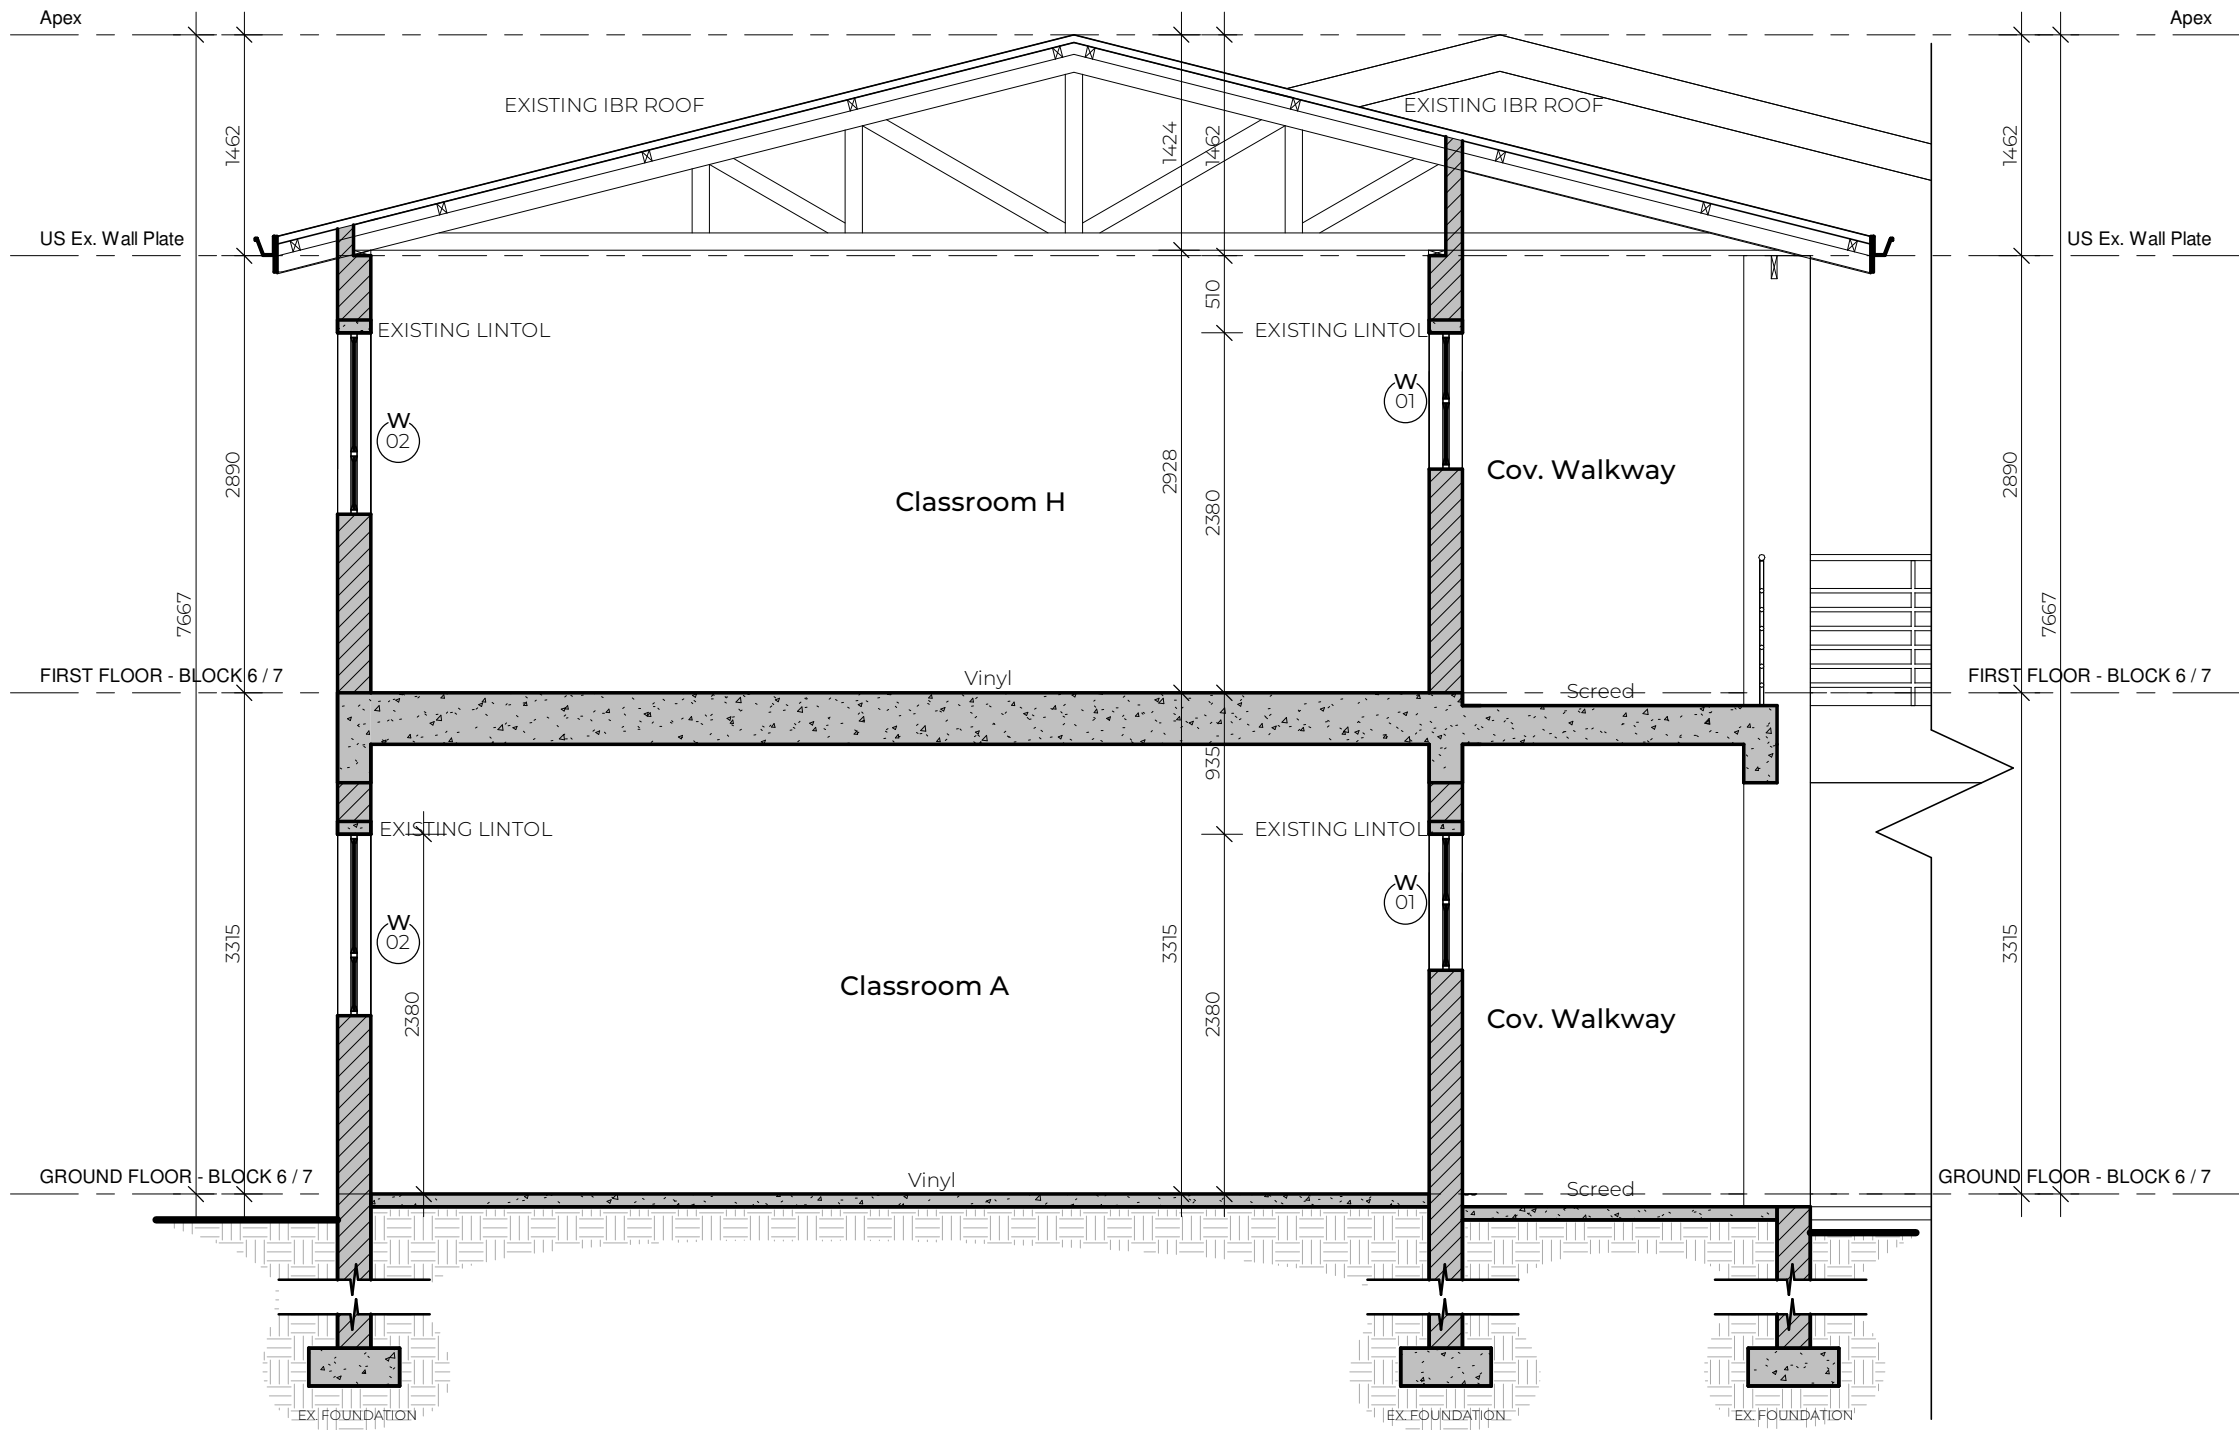 Apex
Apex
EXISTING IBR ROOF
EXISTING IBR ROOF
1462
1424
1462
1462
US Ex. Wall Plate
US Ex. Wall Plate
510
EXISTING LINTOL
EXISTING LINTOL
W
01
W
02
2890
2928
2380
2890
Cov. Walkway
Classroom H
7667
7667
FIRST FLOOR - BLOCK 6 / 7
Vinyl
Screed
FIRST FLOOR - BLOCK 6 / 7
935
EXISTING LINTOL
EXISTING LINTOL
W
01
W
02
3315
3315
3315
Classroom A
2380
2380
Cov. Walkway
GROUND FLOOR - BLOCK 6 / 7
Vinyl
Screed
GROUND FLOOR - BLOCK 6 / 7
EX. FOUNDATION
EX. FOUNDATION
EX. FOUNDATION